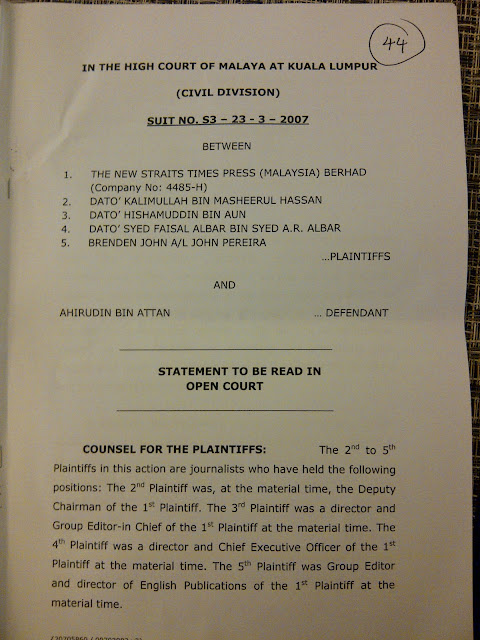 44
IN THE HIGH COURT OF MALAYA AT KUALA LUMPUR
(CIVIL DIVISION)
SUIT NO. S3 – 23 - 3 – 2007
BETWEEN
1. THE NEW STRAITS TIMES PRESS (MALAYSIA) BERHAD
(Company No: 4485-H)
2. DATO' KALIMULLAH BIN MASHEERUL HASSAN
3. DATO' HISHAMUDDIN BIN AUN
4. DATO' SYED FAISAL ALBAR BIN SYED A.R. ALBAR
5. BRENDEN JOHN A/L JOHN PEREIRA
...PLAINTIFFS
AND
AHIRUDIN BIN ATTAN ... DEFENDANT
STATEMENT TO BE READ IN
OPEN COURT
COUNSEL FOR THE PLAINTIFFS: The 2nd to 5th
Plaintiffs in this action are journalists who have held the following
positions: The 2nd Plaintiff was, at the material time, the Deputy
Chairman of the 1st Plaintiff. The 3rd Plaintiff was a director and
Group Editor-in Chief of the 1st Plaintiff at the material time. The
4th Plaintiff was a director and Chief Executive Officer of the 1st
Plaintiff at the material time. The 5th Plaintiff was Group Editor
and director of English Publications of the 1st Plaintiff at the
material time.